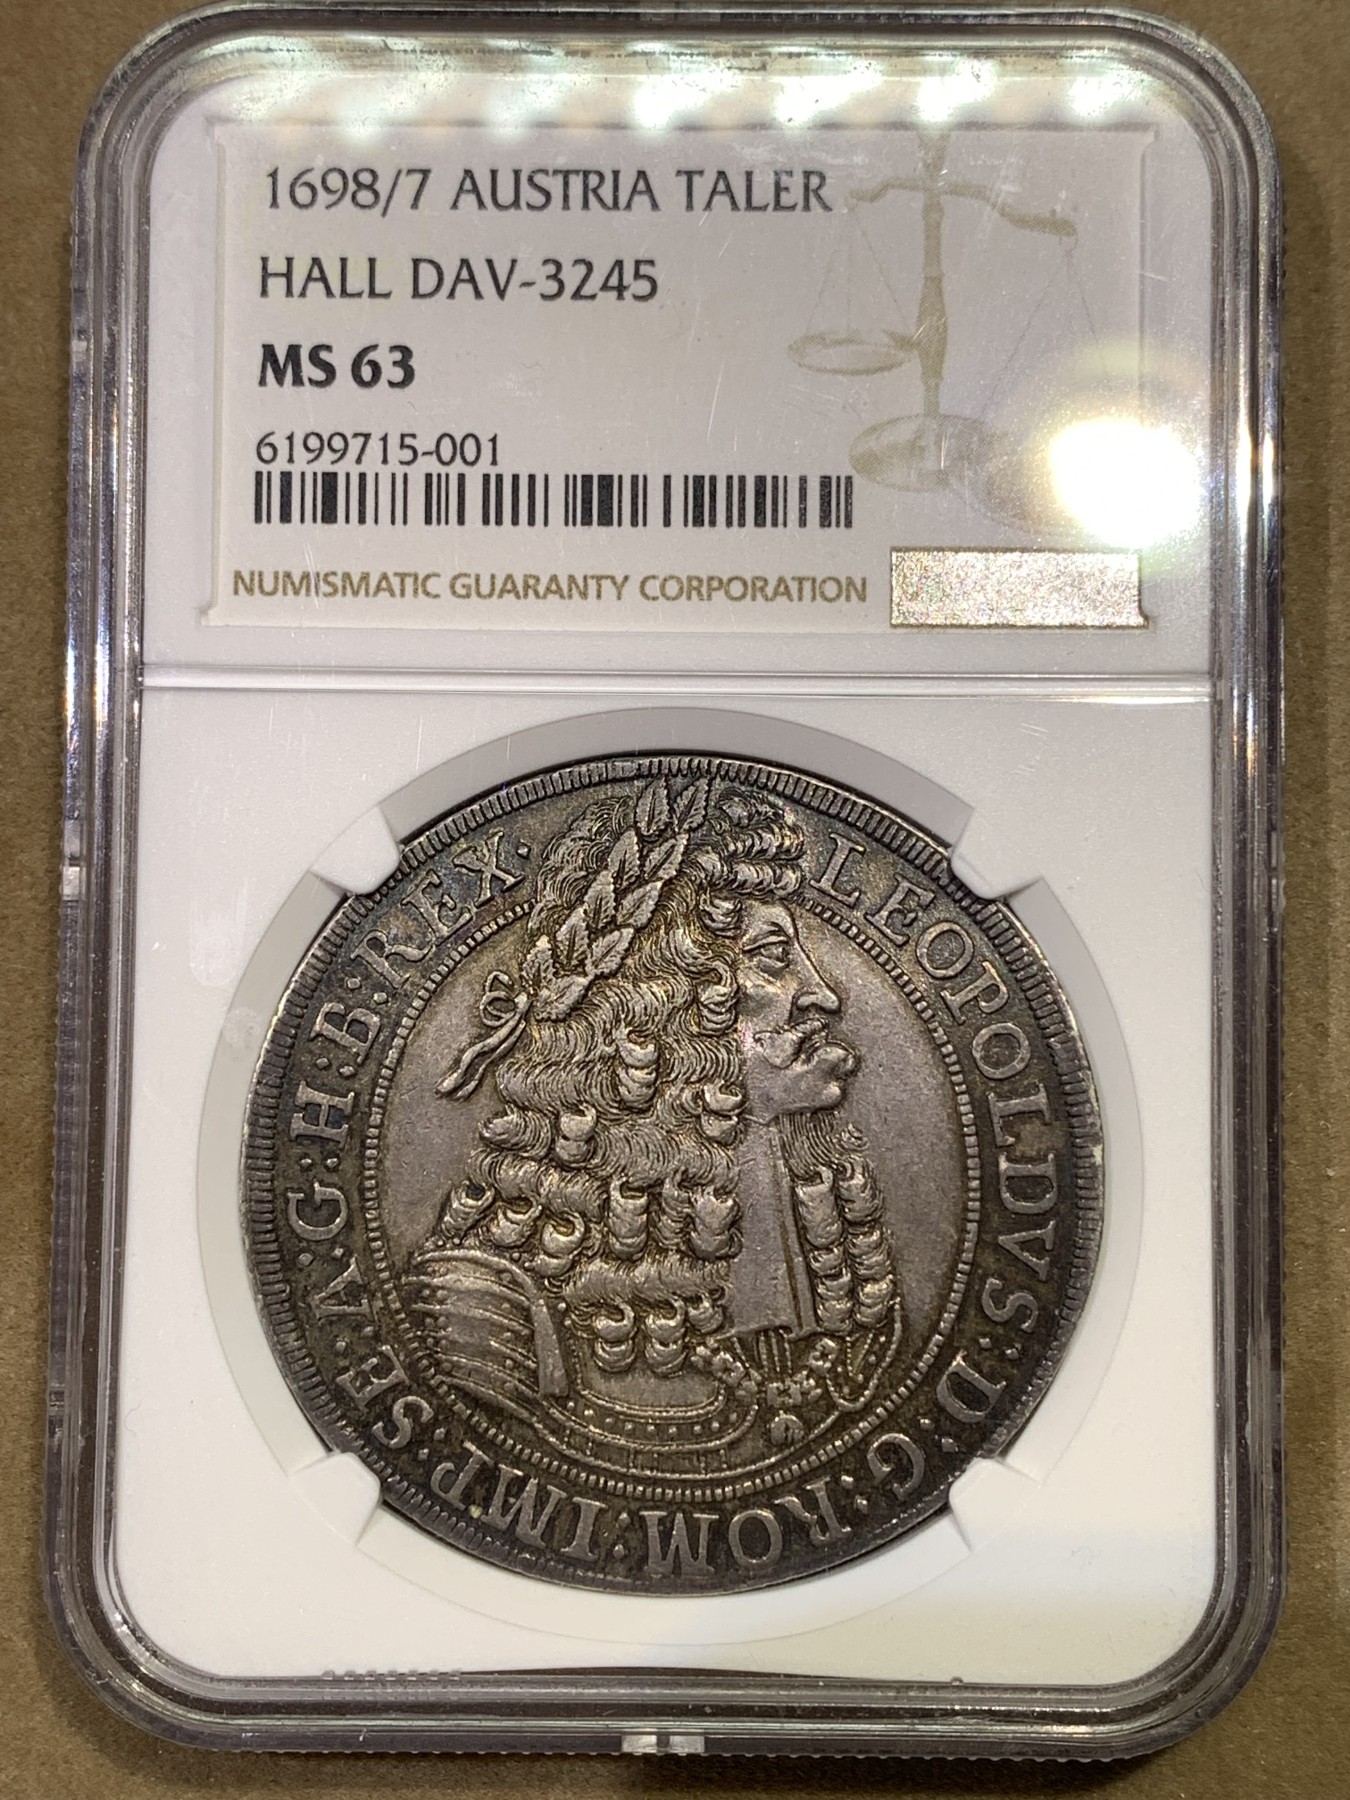 1698/7 AUSTRIA TALER
HALL DAV-3245
MS 63
6199715-001
NUMISMATIC GUARANTY CORPORATION
LEOPOLDVS:D:G:ROM:IMP:SE:A:G:H:B:REX·